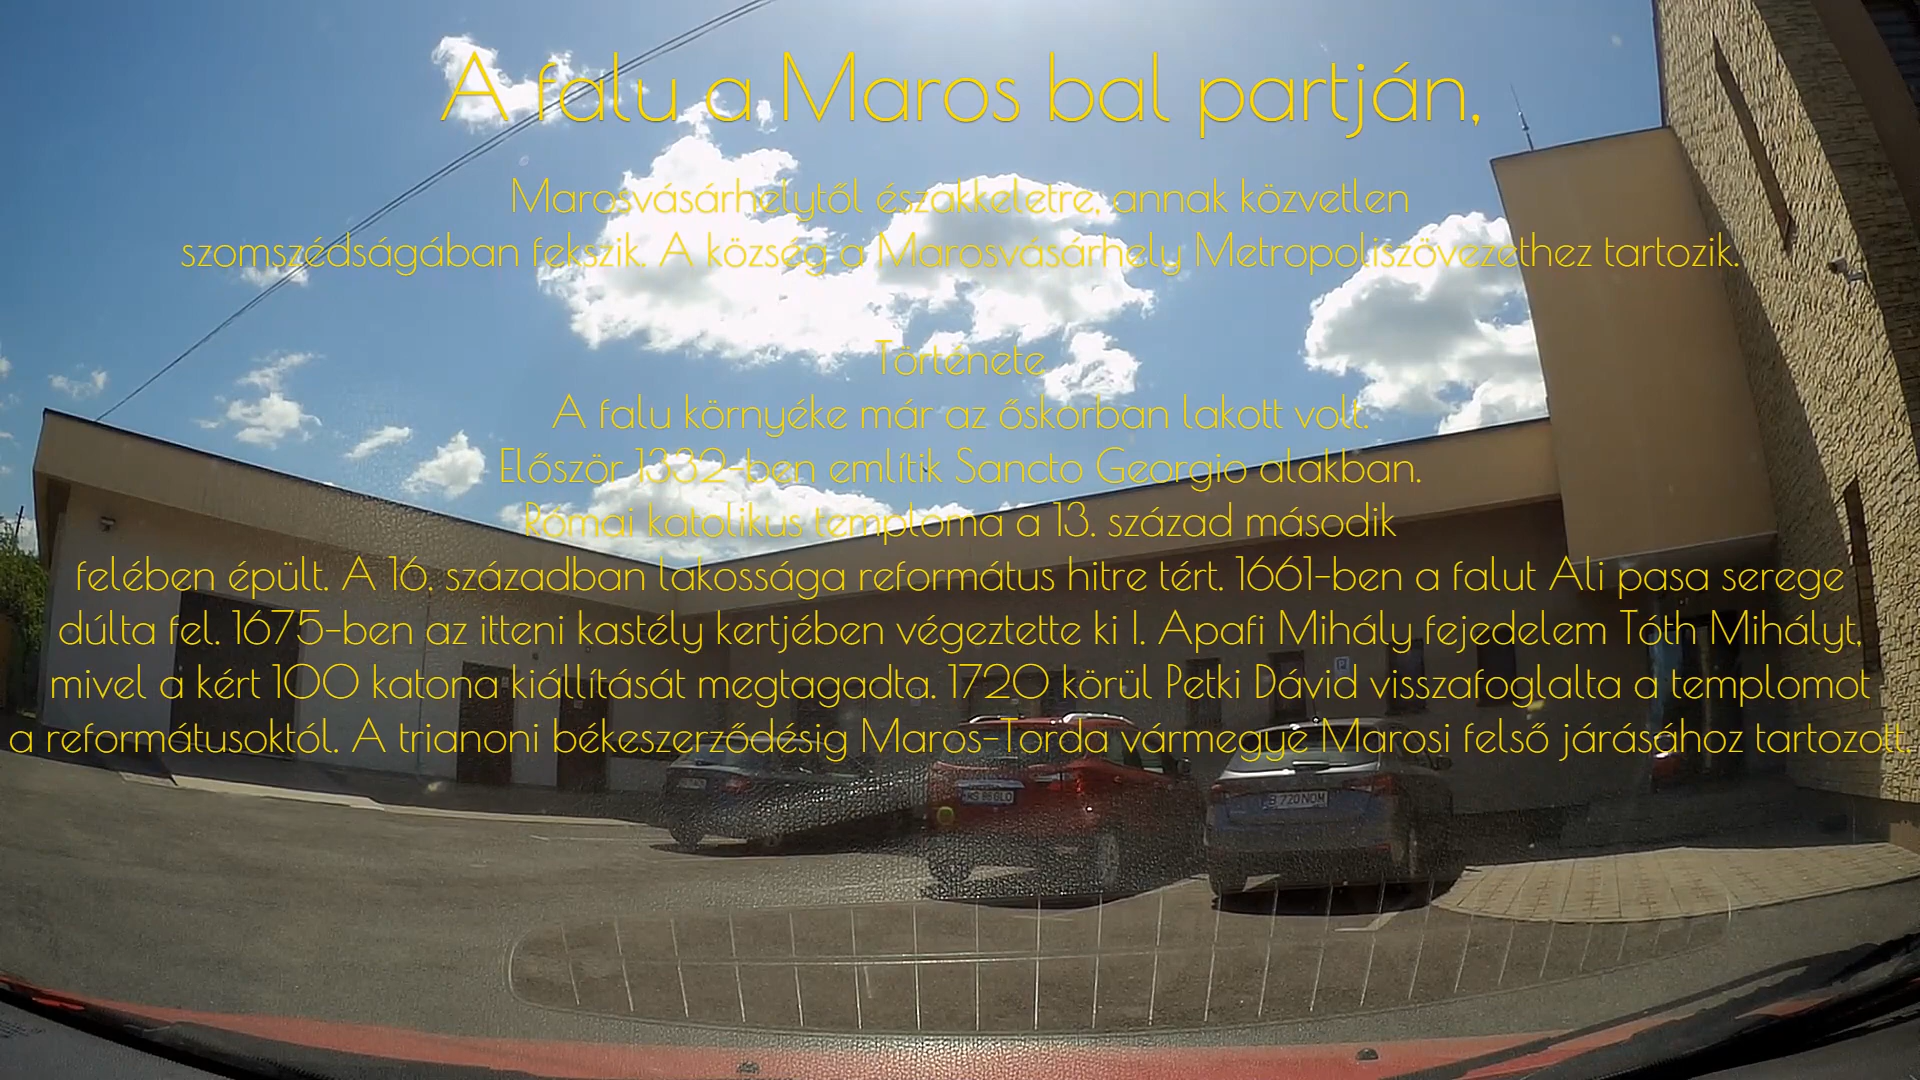 A falu a Maros bal partján,
Marosvásárhelytől északkeletre, annak közvetlen
szomszédságában fekszik. A község a Marosvásárhely Metropoliszövezethez tartozik.
Története
A falu környéke már az őskorban lakott volt.
Először 1332-ben említik Sancto Georgio alakban.
Római katolikus temploma a 13. század második
felében épült. A 16. században lakossága református hitre tért. 1661-ben a falut Ali pasa serege
dúlta fel. 1675-ben az itteni kastély kertjében végeztette ki I. Apafi Mihály fejedelem Tóth Mihályt,
mivel a kért 100 katona kiállítását megtagadta. 1720 körül Petki Dávid visszafoglalta a templomot
a reformátusoktól. A trianoni békeszerződésig Maros-Torda vármegye Marosi felső járásához tartozott.
P
B 720 NOM